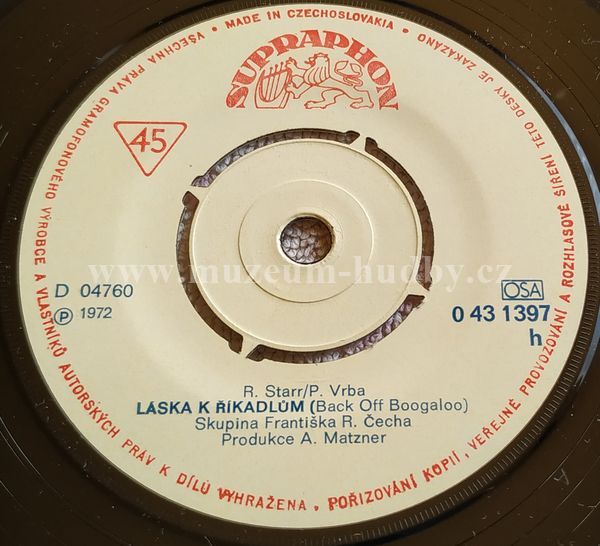 • MADE IN CZECHOSLOVAKIA •
SUPRAPHON
45
www.muzeum-hudby.cz
D 04760
Ⓟ 1972
OSA
0 43 1397
h
R. Starr/P. Vrba
LÁSKA K ŘÍKADLŮM (Back Off Boogaloo)
Skupina Františka R. Čecha
Produkce A. Matzner
VŠECHNA PRÁVA GRAMOFONOVÉHO VÝROBCE A VLASTNÍKŮ AUTORSKÝCH PRÁV K DÍLU VYHRAŽENA. POŘIZOVÁNÍ KOPIÍ, VEŘEJNÉ PROVOZOVÁNÍ A ROZHLASOVÉ ŠÍŘENÍ TÉTO DESKY JE ZAKÁZÁNO